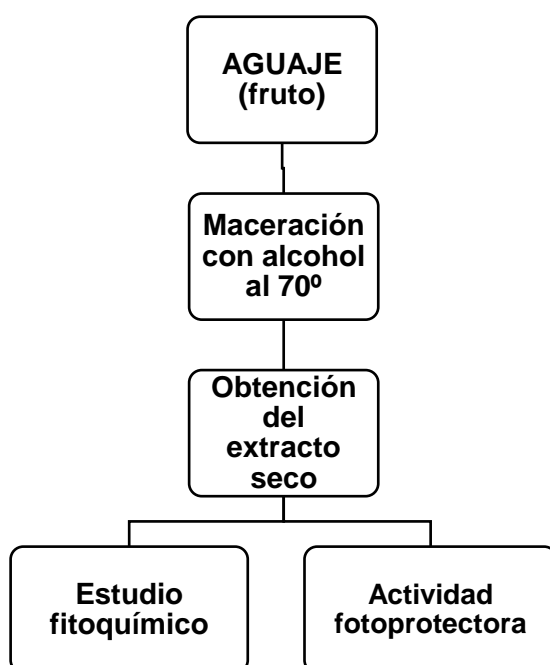 AGUAJE
(fruto)
Maceración
con alcohol
al 70º
Obtención
del
extracto
seco
Estudio
fitoquímico
Actividad
fotoprotectora